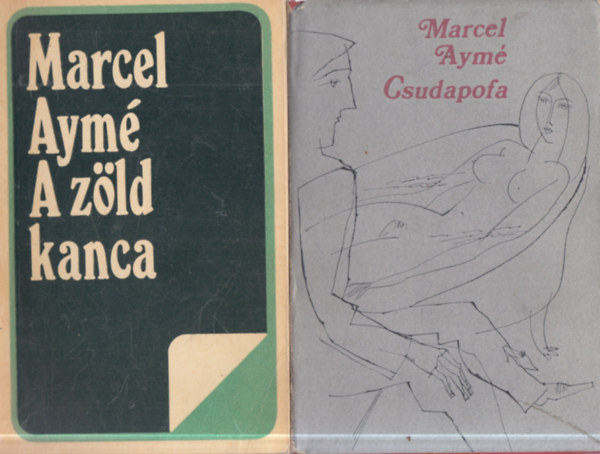 Marcel
Aymé
A zöld
kanca
Marcel
Aymé
Csudapofa